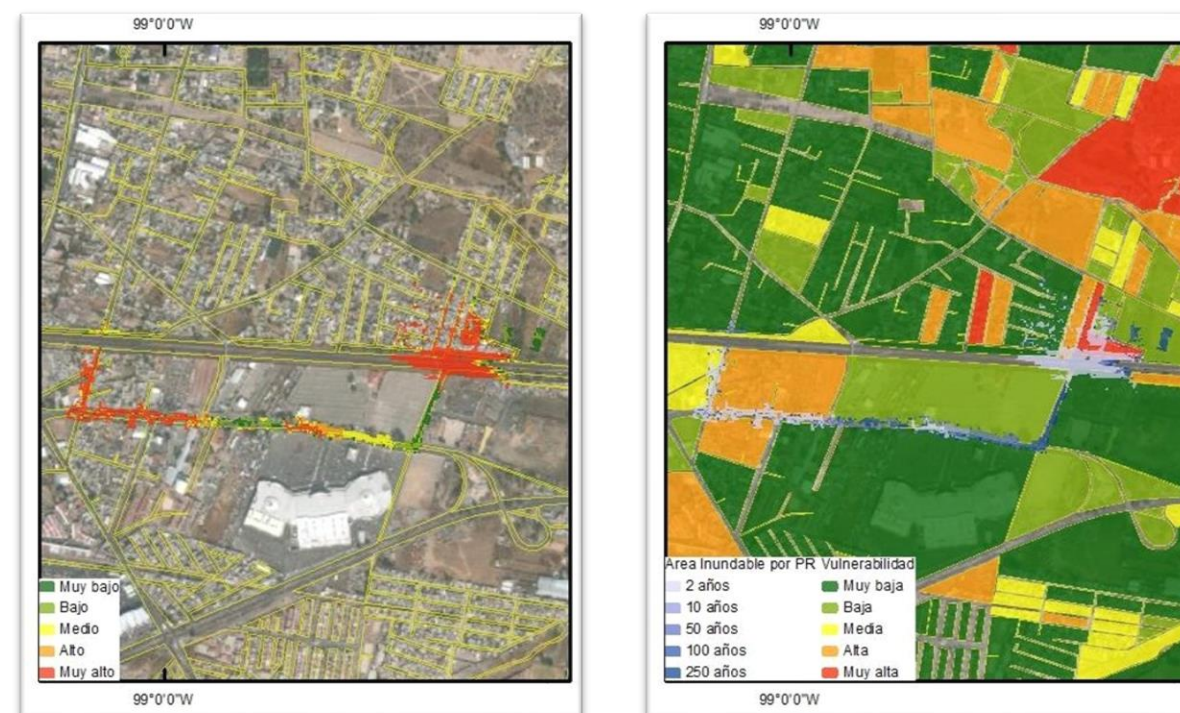 99°0'0"W
Muy bajo
Bajo
Medio
Alto
Muy alto
99°0'0"W
99°0'0"W
Area Inundable por PR Vulnerabilidad
2 años Muy baja
10 años Baja
50 años Media
100 años Alta
250 años Muy alta
99°0'0"W